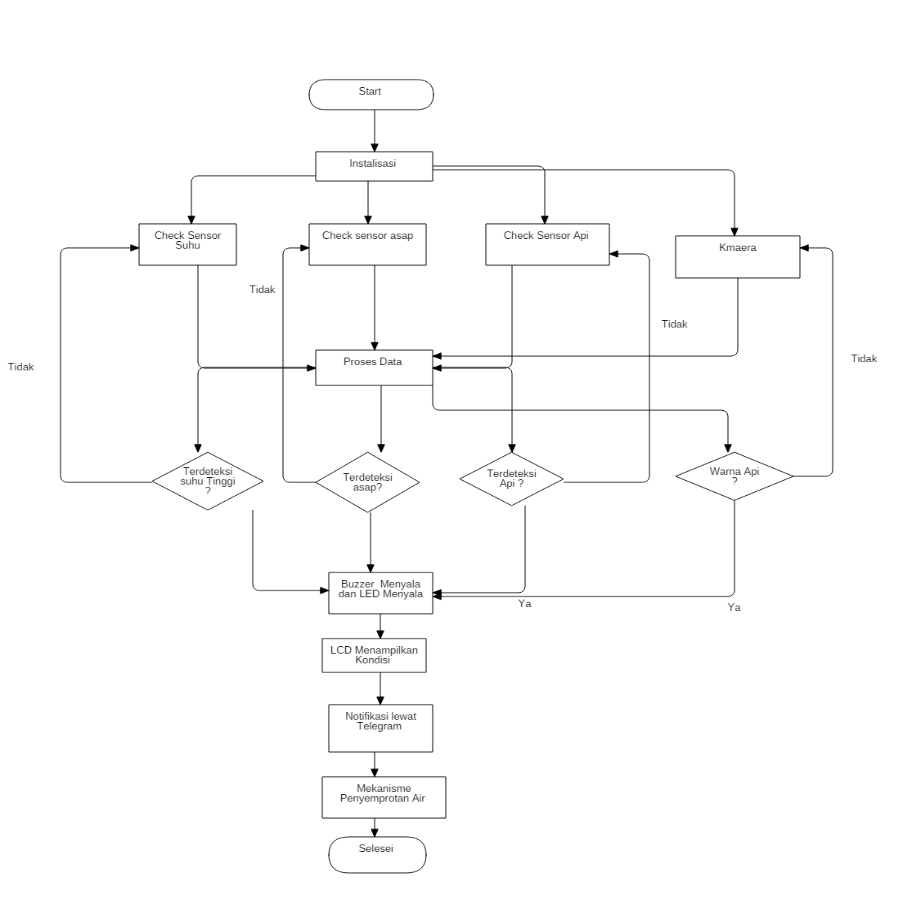 Start
Instalisasi
Check Sensor
Suhu
Check sensor asap
Check Sensor Api
Kmaera
Tidak
Tidak
Tidak
Tidak
Proses Data
Terdeteksi
suhu Tinggi
?
Terdeteksi
asap?
Terdeteksi
Api ?
Warna Api
?
Buzzer Menyala
dan LED Menyala
Ya
Ya
LCD Menampilkan
Kondisi
Notifikasi lewat
Telegram
Mekanisme
Penyemprotan Air
Selesei